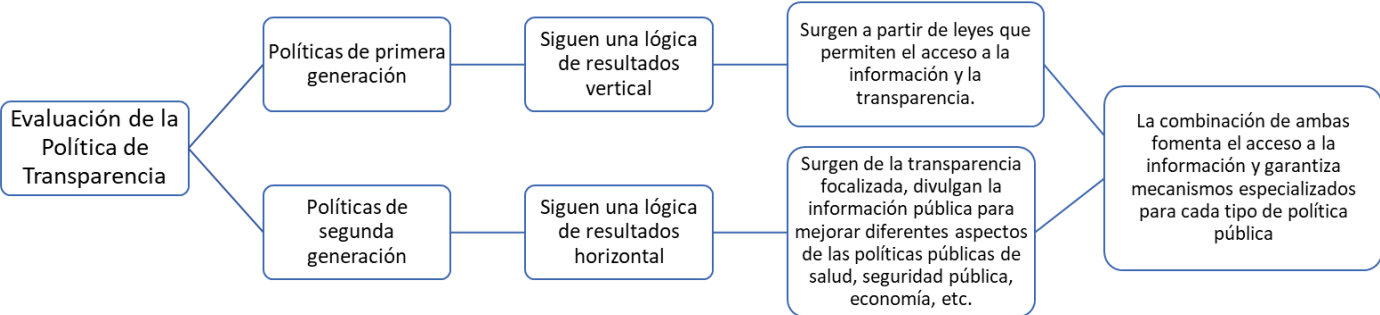 Evaluación de la
Política de
Transparencia
Políticas de primera
generación
Siguen una lógica
de resultados
vertical
Surgen a partir de leyes que
permiten el acceso a la
información y la
transparencia.
Políticas de
segunda
generación
Siguen una lógica
de resultados
horizontal
Surgen de la transparencia
focalizada, divulgan la
información pública para
mejorar diferentes aspectos
de las políticas públicas de
salud, seguridad pública,
economía, etc.
La combinación de ambas
fomenta el acceso a la
información y garantiza
mecanismos especializados
para cada tipo de política
pública